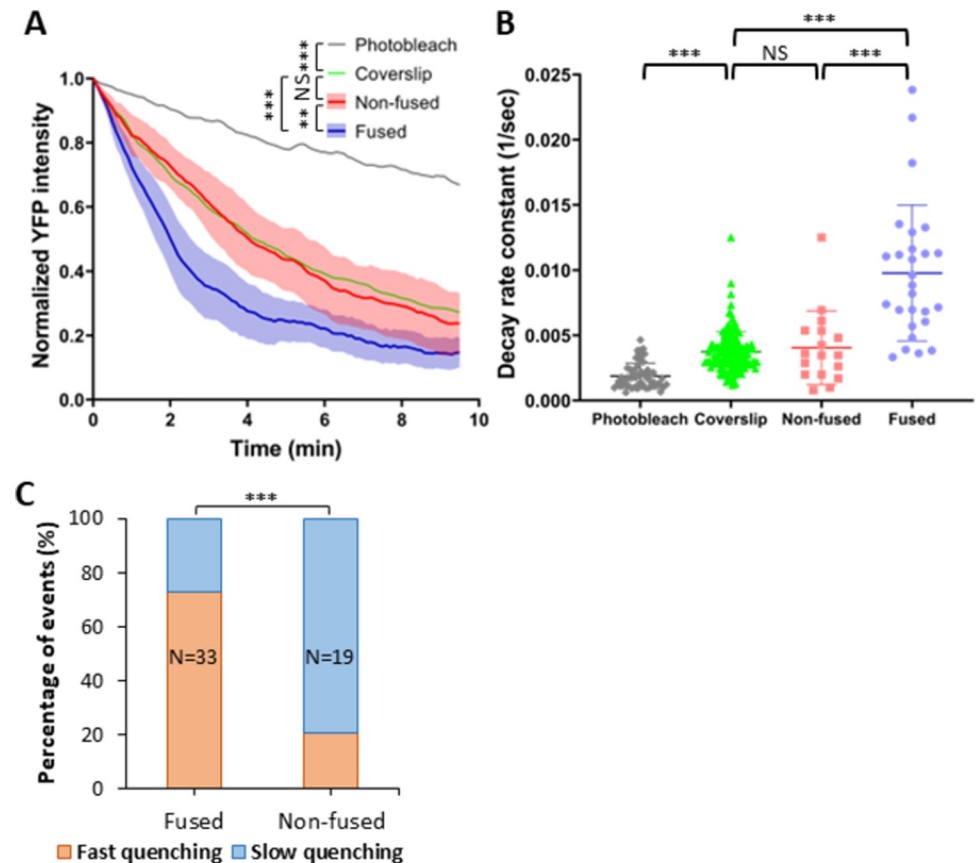 A
Normalized YFP intensity
1.0
0.8
0.6
0.4
0.2
0.0
0 2 4 6 8 10
Time (min)
Photobleach
Coverslip
Non-fused
Fused
***
NS
**
***
B
Decay rate constant (1/sec)
0.025
0.020
0.015
0.010
0.005
0.000
***
*** NS ***
Photobleach Coverslip Non-fused Fused
C
Percentage of events (%)
100
80
60
40
20
0
***
N=33 N=19
Fused Non-fused
Fast quenching Slow quenching